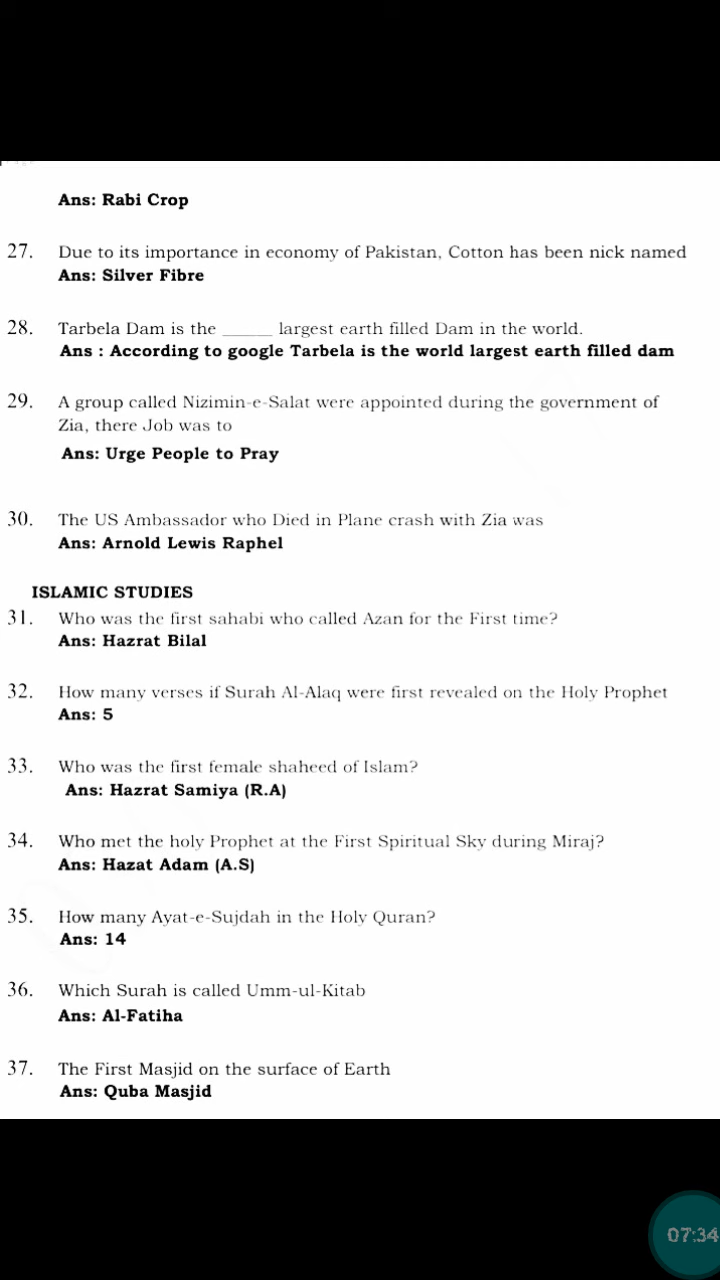 Ans: Rabi Crop
27. Due to its importance in economy of Pakistan, Cotton has been nick named
Ans: Silver Fibre
28. Tarbela Dam is the _____ largest earth filled Dam in the world.
Ans : According to google Tarbela is the world largest earth filled dam
29. A group called Nizimin-e-Salat were appointed during the government of
Zia, there Job was to
Ans: Urge People to Pray
30. The US Ambassador who Died in Plane crash with Zia was
Ans: Arnold Lewis Raphel
ISLAMIC STUDIES
31. Who was the first sahabi who called Azan for the First time?
Ans: Hazrat Bilal
32. How many verses if Surah Al-Alaq were first revealed on the Holy Prophet
Ans: 5
33. Who was the first female shaheed of Islam?
Ans: Hazrat Samiya (R.A)
34. Who met the holy Prophet at the First Spiritual Sky during Miraj?
Ans: Hazat Adam (A.S)
35. How many Ayat-e-Sujdah in the Holy Quran?
Ans: 14
36. Which Surah is called Umm-ul-Kitab
Ans: Al-Fatiha
37. The First Masjid on the surface of Earth
Ans: Quba Masjid
07:34